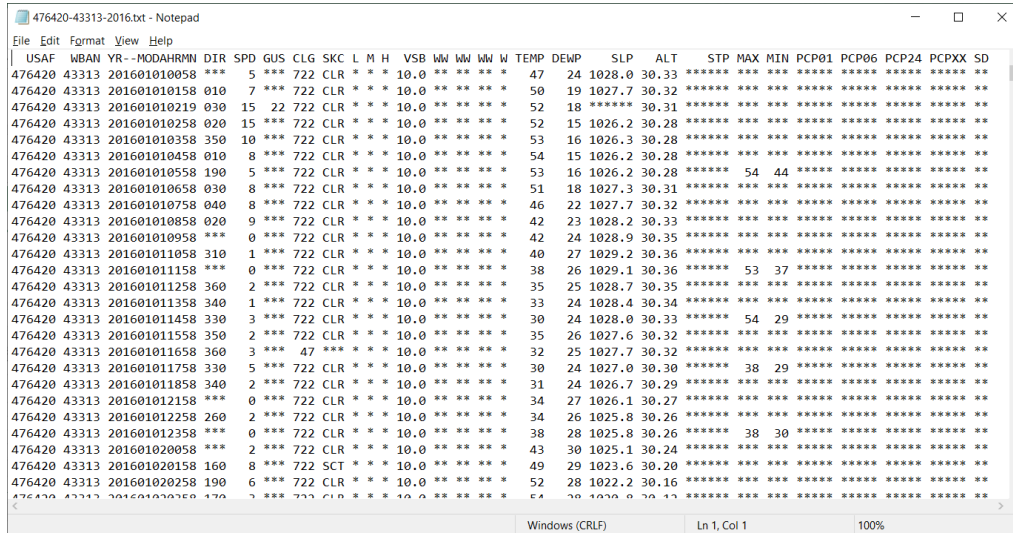 476420-43313-2016.txt - Notepad
File Edit Format View Help
USAF WBAN YR--MODAHRMN DIR SPD GUS CLG SKC L M H VSB WW WW WW W TEMP DEWP SLP ALT STP MAX MIN PCP01 PCP06 PCP24 PCPXX SD
476420 43313 201601010058 *** 5 *** 722 CLR * * * 10.0 ** ** ** * 47 24 1028.0 30.33 ****** *** *** ***** ***** ***** ***** **
476420 43313 201601010158 010 7 *** 722 CLR * * * 10.0 ** ** ** * 50 19 1027.7 30.32 ****** *** *** ***** ***** ***** ***** **
476420 43313 201601010219 030 15 22 722 CLR * * * 10.0 ** ** ** * 52 18 ****** 30.31 ****** *** *** ***** ***** ***** ***** **
476420 43313 201601010258 020 15 *** 722 CLR * * * 10.0 ** ** ** * 52 15 1026.2 30.28 ****** *** *** ***** ***** ***** ***** **
476420 43313 201601010358 350 10 *** 722 CLR * * * 10.0 ** ** ** * 53 16 1026.3 30.28 ****** *** *** ***** ***** ***** ***** **
476420 43313 201601010458 010 8 *** 722 CLR * * * 10.0 ** ** ** * 54 15 1026.2 30.28 ****** *** *** ***** ***** ***** ***** **
476420 43313 201601010558 190 5 *** 722 CLR * * * 10.0 ** ** ** * 53 16 1026.2 30.28 ****** 54 44 ***** ***** ***** ***** **
476420 43313 201601010658 030 8 *** 722 CLR * * * 10.0 ** ** ** * 51 18 1027.3 30.31 ****** *** *** ***** ***** ***** ***** **
476420 43313 201601010758 040 8 *** 722 CLR * * * 10.0 ** ** ** * 46 22 1027.7 30.32 ****** *** *** ***** ***** ***** ***** **
476420 43313 201601010858 020 9 *** 722 CLR * * * 10.0 ** ** ** * 42 23 1028.2 30.33 ****** *** *** ***** ***** ***** ***** **
476420 43313 201601010958 *** 0 *** 722 CLR * * * 10.0 ** ** ** * 42 24 1028.9 30.35 ****** *** *** ***** ***** ***** ***** **
476420 43313 201601011058 310 1 *** 722 CLR * * * 10.0 ** ** ** * 40 27 1029.2 30.36 ****** *** *** ***** ***** ***** ***** **
476420 43313 201601011158 *** 0 *** 722 CLR * * * 10.0 ** ** ** * 38 26 1029.1 30.36 ****** 53 37 ***** ***** ***** ***** **
476420 43313 201601011258 360 2 *** 722 CLR * * * 10.0 ** ** ** * 35 25 1028.7 30.35 ****** *** *** ***** ***** ***** ***** **
476420 43313 201601011358 340 1 *** 722 CLR * * * 10.0 ** ** ** * 33 24 1028.4 30.34 ****** *** *** ***** ***** ***** ***** **
476420 43313 201601011458 330 3 *** 722 CLR * * * 10.0 ** ** ** * 30 24 1028.0 30.33 ****** 54 29 ***** ***** ***** ***** **
476420 43313 201601011558 350 2 *** 722 CLR * * * 10.0 ** ** ** * 35 26 1027.6 30.32 ****** *** *** ***** ***** ***** ***** **
476420 43313 201601011658 360 3 *** 47 *** * * * 10.0 ** ** ** * 32 25 1027.7 30.32 ****** *** *** ***** ***** ***** ***** **
476420 43313 201601011758 330 5 *** 722 CLR * * * 10.0 ** ** ** * 30 24 1027.0 30.30 ****** 38 29 ***** ***** ***** ***** **
476420 43313 201601011858 340 2 *** 722 CLR * * * 10.0 ** ** ** * 31 24 1026.7 30.29 ****** *** *** ***** ***** ***** ***** **
476420 43313 201601012158 *** 0 *** 722 CLR * * * 10.0 ** ** ** * 34 27 1026.1 30.27 ****** *** *** ***** ***** ***** ***** **
476420 43313 201601012258 260 2 *** 722 CLR * * * 10.0 ** ** ** * 34 26 1025.8 30.26 ****** *** *** ***** ***** ***** ***** **
476420 43313 201601012358 *** 0 *** 722 CLR * * * 10.0 ** ** ** * 38 28 1025.8 30.26 ****** 38 30 ***** ***** ***** ***** **
476420 43313 201601020058 *** 2 *** 722 CLR * * * 10.0 ** ** ** * 43 30 1025.1 30.24 ****** *** *** ***** ***** ***** ***** **
476420 43313 201601020158 160 8 *** 722 SCT * * * 10.0 ** ** ** * 49 29 1023.6 30.20 ****** *** *** ***** ***** ***** ***** **
476420 43313 201601020258 190 6 *** 722 CLR * * * 10.0 ** ** ** * 52 28 1022.2 30.16 ****** *** *** ***** ***** ***** ***** **
Windows (CRLF) Ln 1, Col 1 100%